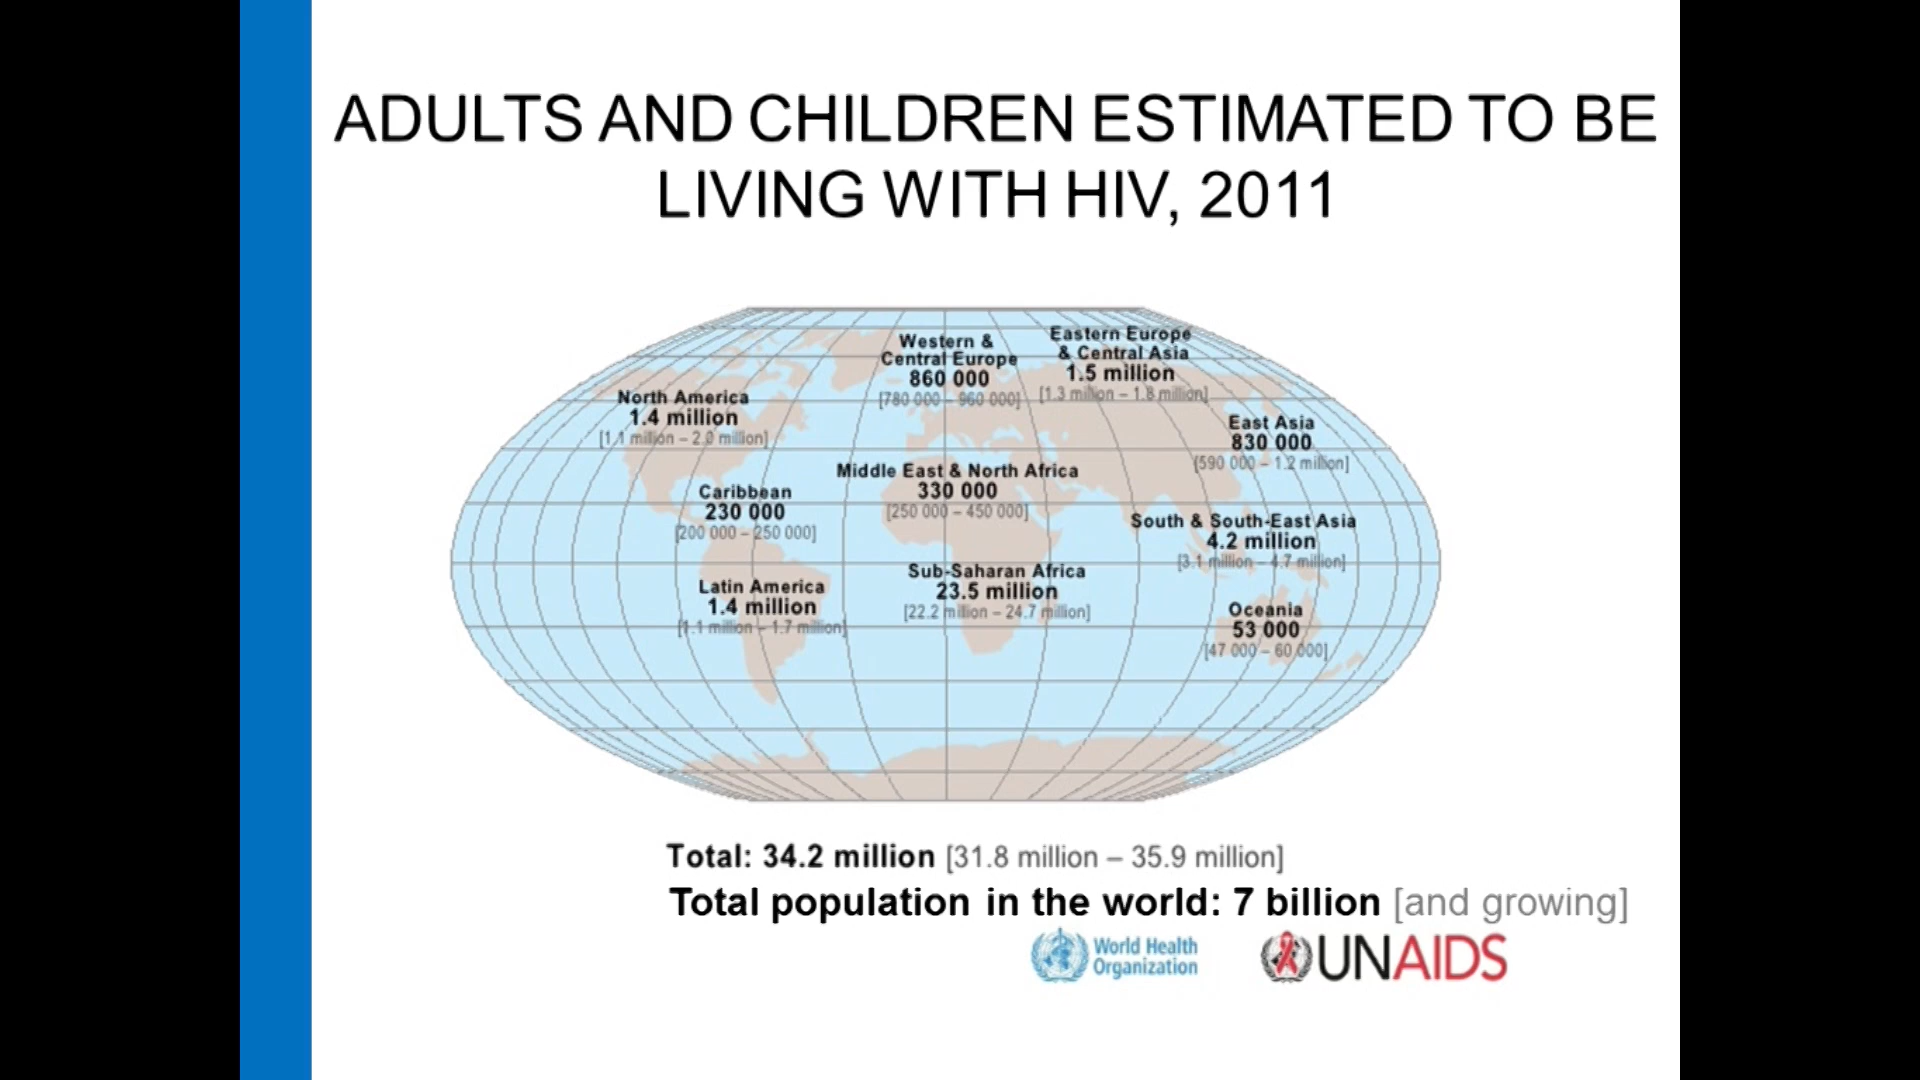 ADULTS AND CHILDREN ESTIMATED TO BE
LIVING WITH HIV, 2011
Western &
Central Europe
860 000
[780 000 – 960 000]
Eastern Europe
& Central Asia
1.5 million
[1.3 million – 1.8 million]
North America
1.4 million
[1.1 million – 2.0 million]
East Asia
830 000
[590 000 – 1.2 million]
Middle East & North Africa
330 000
[250 000 – 450 000]
Caribbean
230 000
[200 000 – 250 000]
South & South-East Asia
4.2 million
[3.1 million – 4.7 million]
Sub-Saharan Africa
23.5 million
[22.2 million – 24.7 million]
Latin America
1.4 million
[1.1 million – 1.7 million]
Oceania
53 000
[47 000 – 60 000]
Total: 34.2 million [31.8 million – 35.9 million]
Total population in the world: 7 billion [and growing]
World Health
Organization
UNAIDS